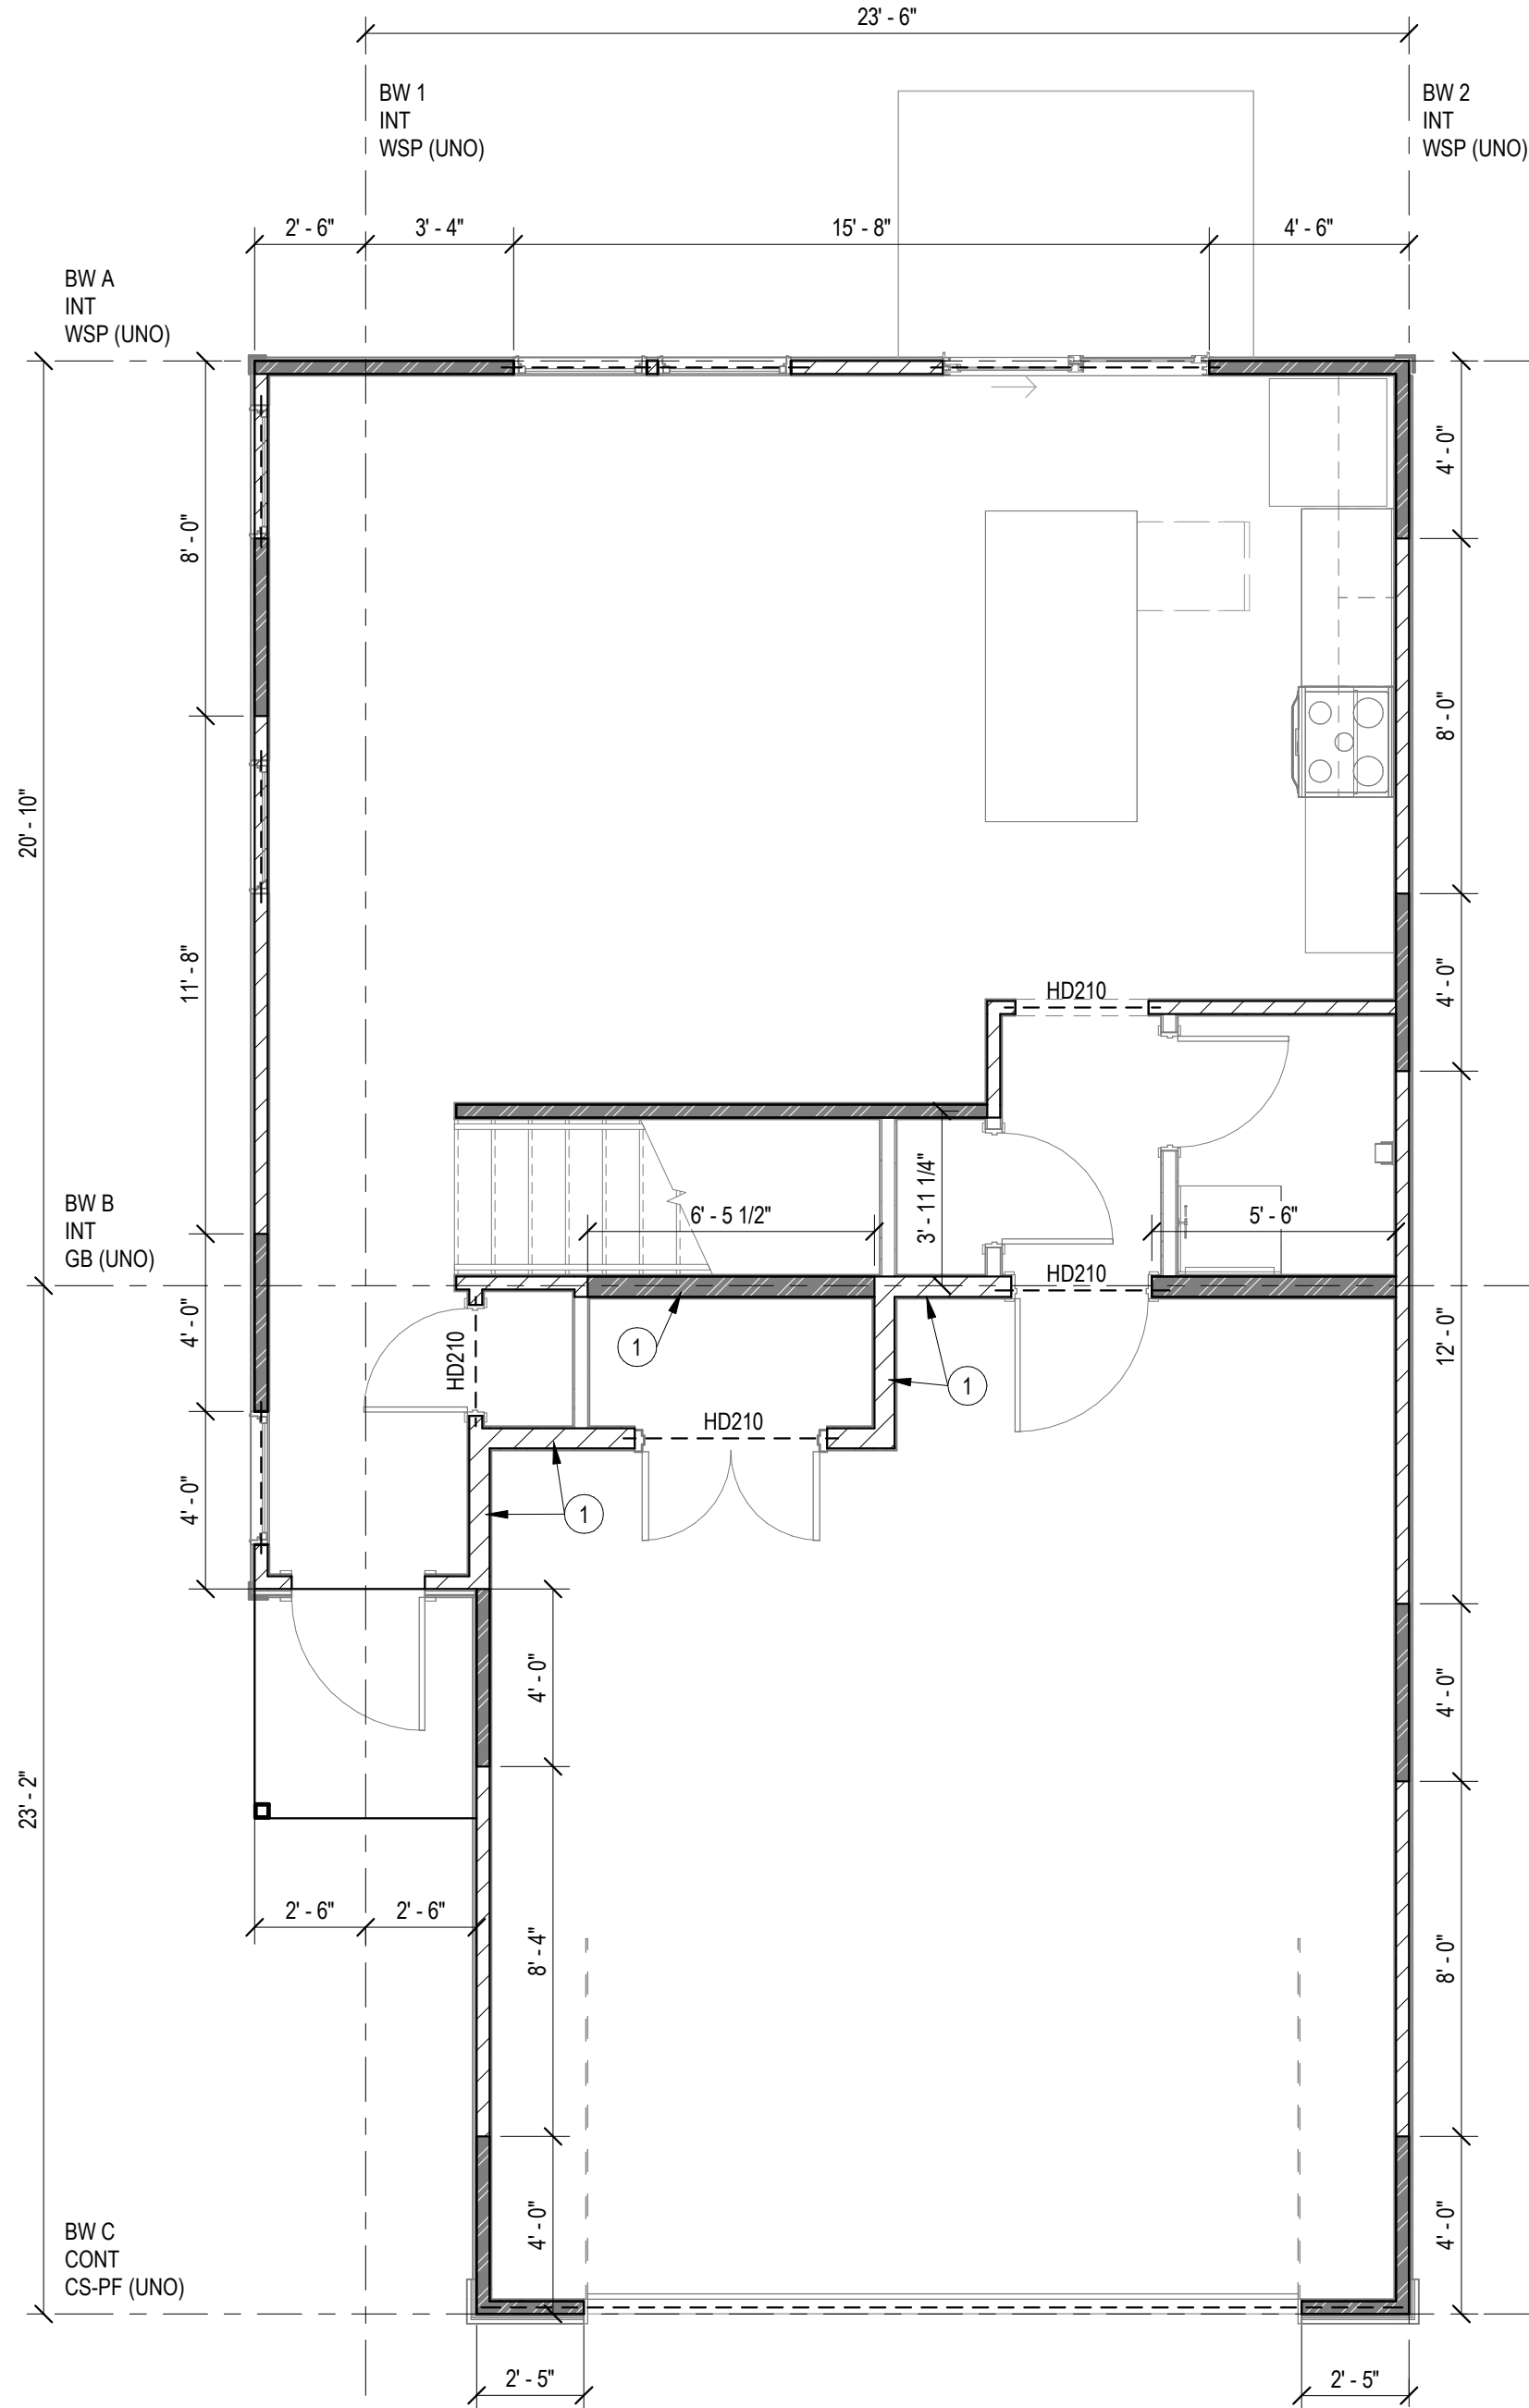 23' - 6"
BW 1
INT
WSP (UNO)
BW 2
INT
WSP (UNO)
2' - 6"
3' - 4"
15' - 8"
4' - 6"
BW A
INT
WSP (UNO)
4' - 0"
8' - 0"
8' - 0"
20' - 10"
11' - 8"
4' - 0"
HD210
3' - 11 1/4"
BW B
INT
GB (UNO)
6' - 5 1/2"
5' - 6"
HD210
4' - 0"
HD210
1
12' - 0"
1
HD210
4' - 0"
1
4' - 0"
4' - 0"
23' - 2"
2' - 6"
2' - 6"
8' - 4"
8' - 0"
4' - 0"
4' - 0"
BW C
CONT
CS-PF (UNO)
2' - 5"
2' - 5"